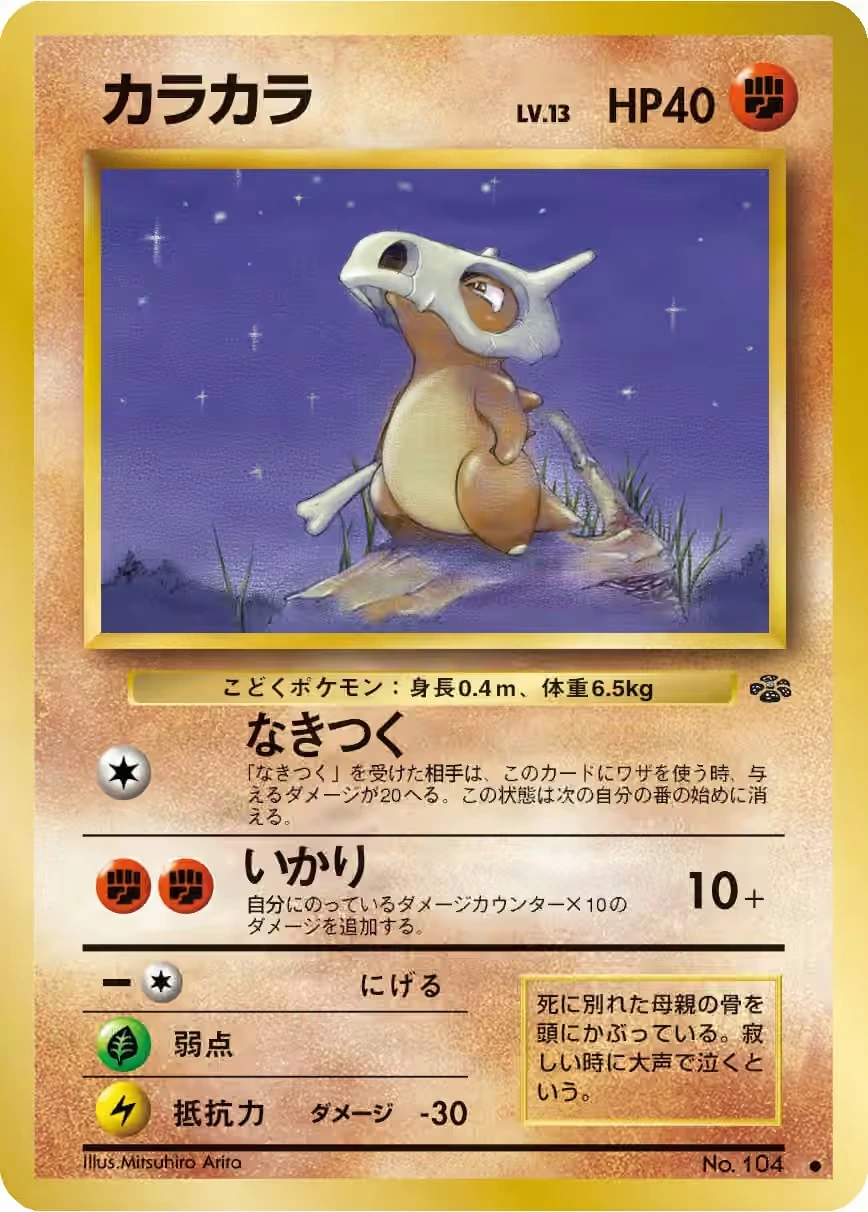 カラカラ LV.13 HP40
こどくポケモン：身長0.4m、体重6.5kg
なきつく
「なきつく」を受けた相手は、このカードにワザを使う時、与
えるダメージが20へる。この状態は次の自分の番の始めに消
える。
いかり
10+
自分にのっているダメージカウンター×10の
ダメージを追加する。
にげる
弱点
抵抗力 ダメージ -30
死に別れた母親の骨を
頭にかぶっている。寂
しい時に大声で泣くと
いう。
Illus.Mitsuhiro Arita
No. 104